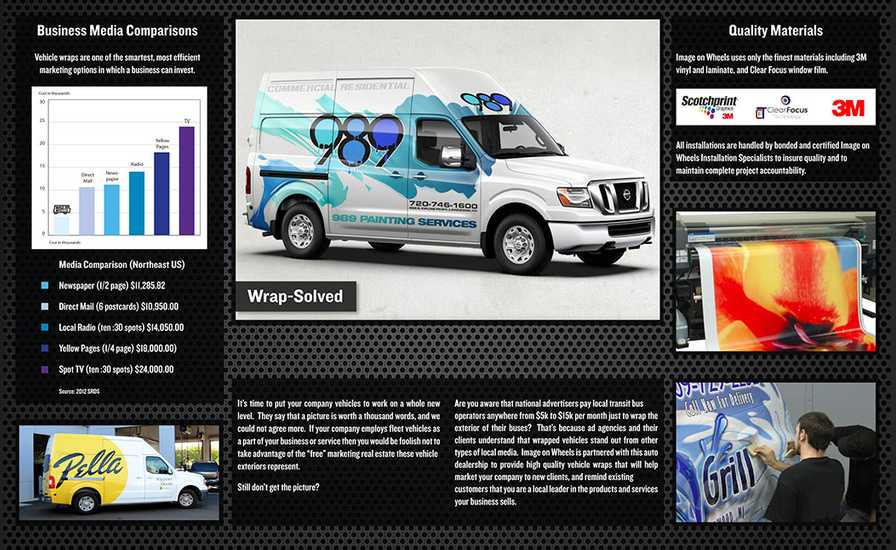 Business Media Comparisons
Vehicle wraps are one of the smartest, most efficient
marketing options in which a business can invest.
Cost in thousands
30
25
20
15
10
5
0
Direct
Mail
News-
paper
Radio
Yellow
Pages
TV
Cost in thousands
Media Comparison (Northeast US)
Newspaper (1/2 page) $11,285.82
Direct Mail (6 postcards) $10,950.00
Local Radio (ten :30 spots) $14,050.00
Yellow Pages (1/4 page) $18,000.00)
Spot TV (ten :30 spots) $24,000.00
Source: 2012 SRDS
Pella
COMMERCIAL RESIDENTIAL
989
720-746-1600
989 PAINTING SERVICES
Wrap-Solved
It's time to put your company vehicles to work on a whole new
level. They say that a picture is worth a thousand words, and we
could not agree more. If your company employs fleet vehicles as
a part of your business or service then you would be foolish not to
take advantage of the "free" marketing real estate these vehicle
exteriors represent.
Still don't get the picture?
Are you aware that national advertisers pay local transit bus
operators anywhere from $5k to $15k per month just to wrap the
exterior of their buses? That's because ad agencies and their
clients understand that wrapped vehicles stand out from other
types of local media. Image on Wheels is partnered with this auto
dealership to provide high quality vehicle wraps that will help
market your company to new clients, and remind existing
customers that you are a local leader in the products and services
your business sells.
Quality Materials
Image on Wheels uses only the finest materials including 3M
vinyl and laminate, and Clear Focus window film.
Scotchprint
Graphics
3M
ClearFocus
Technology
3M
All installations are handled by bonded and certified Image on
Wheels Installation Specialists to insure quality and to
maintain complete project accountability.
Call Now For Delivery
Grill